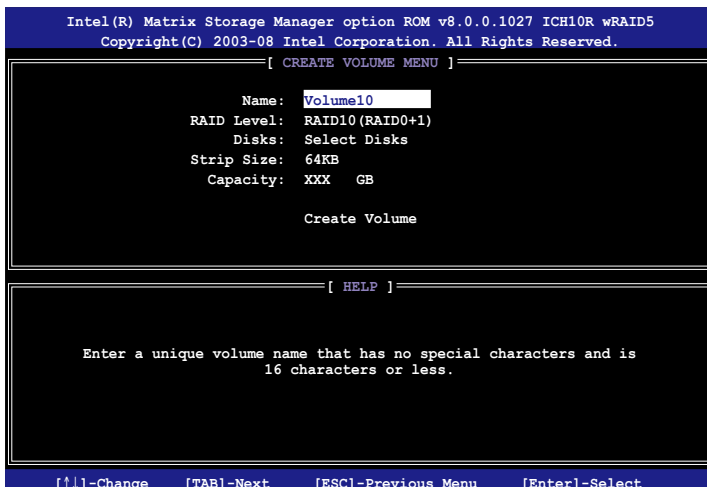 Intel(R) Matrix Storage Manager option ROM v8.0.0.1027 ICH10R wRAID5
Copyright(C) 2003-08 Intel Corporation. All Rights Reserved.
[ CREATE VOLUME MENU ]
Name: Volume10
RAID Level: RAID10(RAID0+1)
Disks: Select Disks
Strip Size: 64KB
Capacity: XXX GB
Create Volume
[ HELP ]
Enter a unique volume name that has no special characters and is
16 characters or less.
[↑↓]-Change [TAB]-Next [ESC]-Previous Menu [Enter]-Select